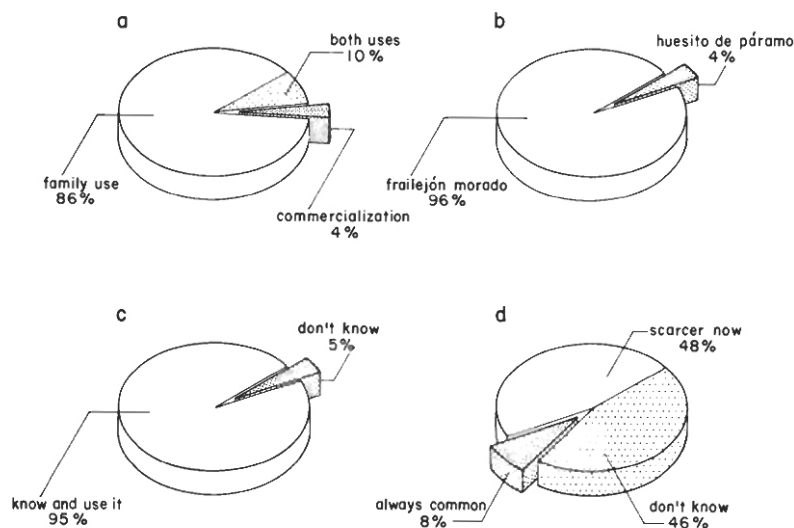 a
both uses
10%
family use
86%
commercialization
4%
b
huesito de páramo
4%
frailejón morado
96%
c
don't know
5%
know and use it
95%
d
scarcer now
48%
always common
8%
don't know
46%